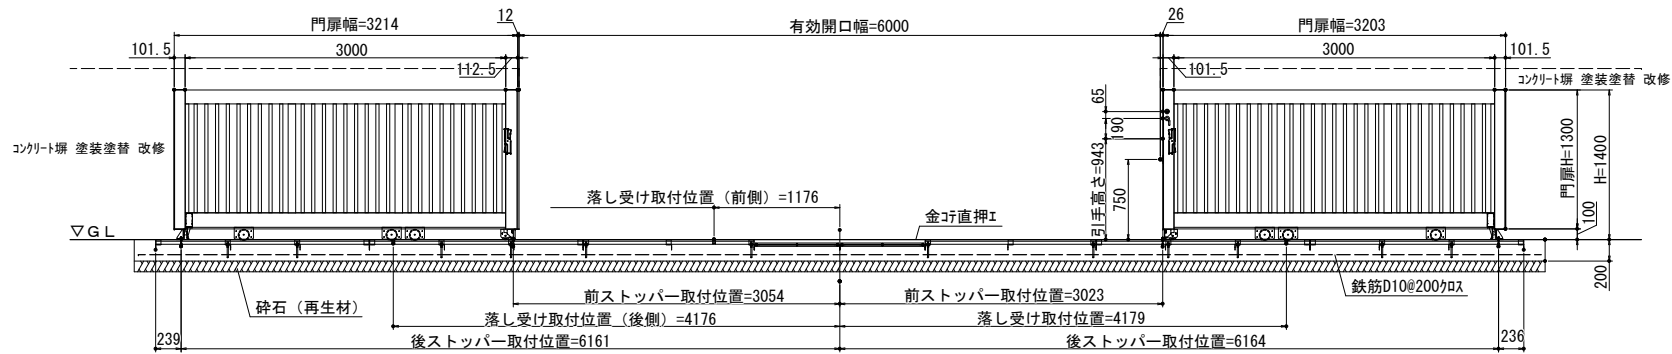 門扉幅=3214
12
有効開口幅=6000
26
門扉幅=3203
101.5
3000
112.5
101.5
3000
101.5
コンクリート塀 塗装塗替 改修
コンクリート塀 塗装塗替 改修
65
190
引手高さ=943
750
門扉H=1300
H=1400
100
落し受け取付位置（前側）=1176
金コテ直押エ
▽GL
砕石（再生材）
前ストッパー取付位置=3054
前ストッパー取付位置=3023
鉄筋D10@200クロス
200
落し受け取付位置（後側）=4176
落し受け取付位置=4179
239
後ストッパー取付位置=6161
後ストッパー取付位置=6164
236